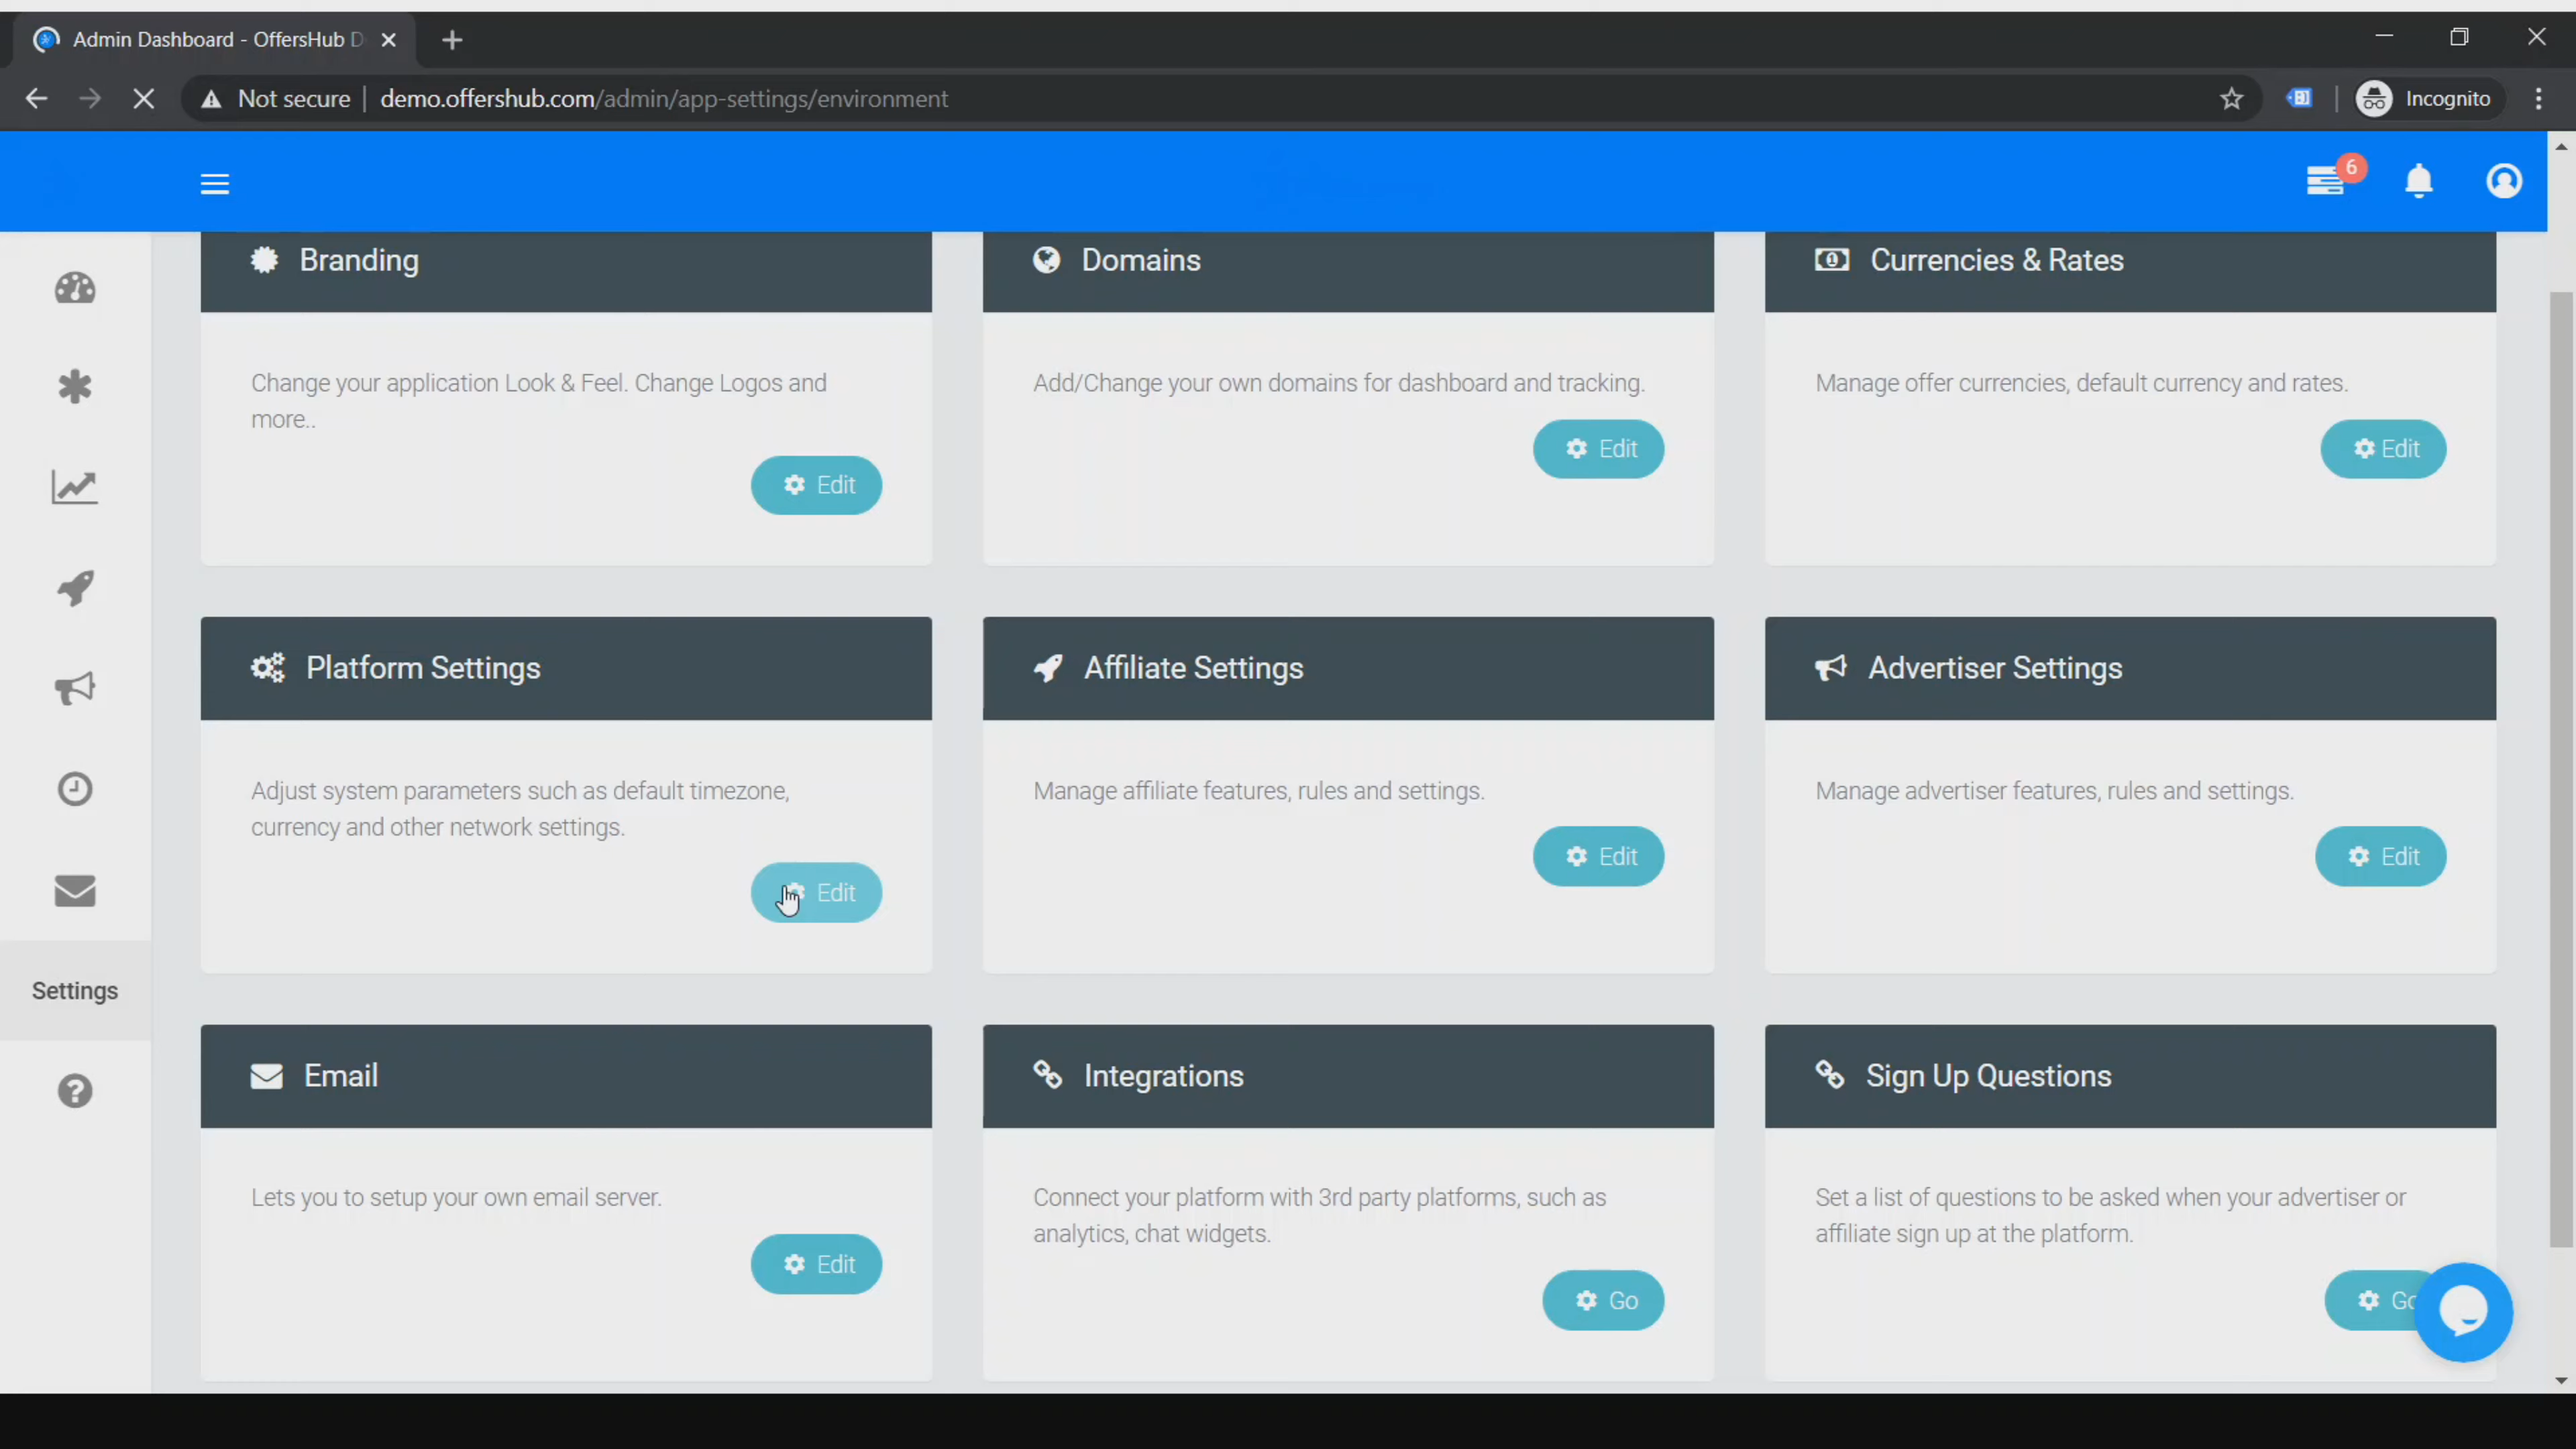 Admin Dashboard - OffersHub D
Not secure
demo.offershub.com/admin/app-settings/environment
Incognito
6
Branding
Domains
Currencies & Rates
Change your application Look & Feel. Change Logos and
more..
Edit
Add/Change your own domains for dashboard and tracking.
Edit
Manage offer currencies, default currency and rates.
Edit
Platform Settings
Affiliate Settings
Advertiser Settings
Adjust system parameters such as default timezone,
currency and other network settings.
Edit
Manage affiliate features, rules and settings.
Edit
Manage advertiser features, rules and settings.
Edit
Settings
Email
Integrations
Sign Up Questions
Lets you to setup your own email server.
Edit
Connect your platform with 3rd party platforms, such as
analytics, chat widgets.
Go
Set a list of questions to be asked when your advertiser or
affiliate sign up at the platform.
Go